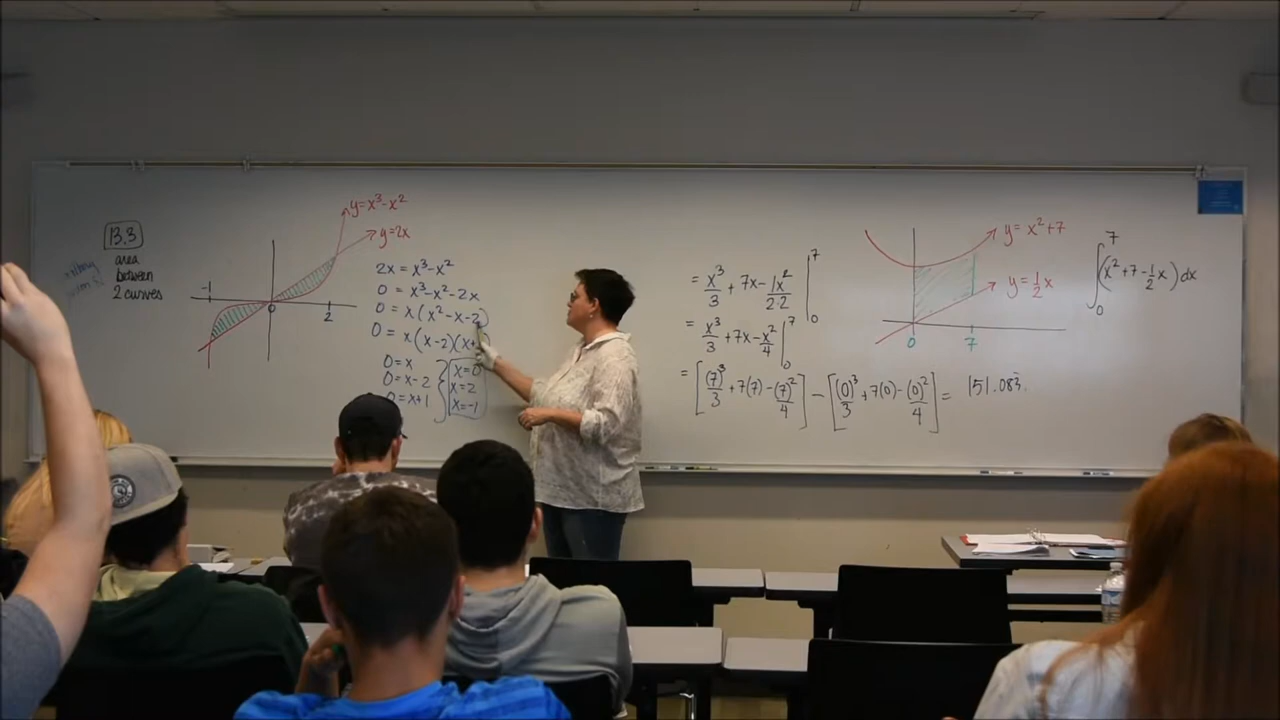 13.3
area
between
2 curves
y=x³-x²
y=2x
-1
0
2
2x = x³-x²
0 = x³-x²-2x
0 = x(x²-x-2)
0 = x(x-2)(x+
0=x
0=x-2
0=x+1
x=0
x=2
x=-1
= x³/3 + 7x - 1x²/2·2 |₀⁷
= x³/3 + 7x - x²/4 |₀⁷
= [(7)³/3 + 7(7) - (7)²/4] - [(0)³/3 + 7(0) - (0)²/4] = 151.083̄.
y = x²+7
y = 1/2 x
0
7
∫₀⁷ (x² + 7 - 1/2 x) dx